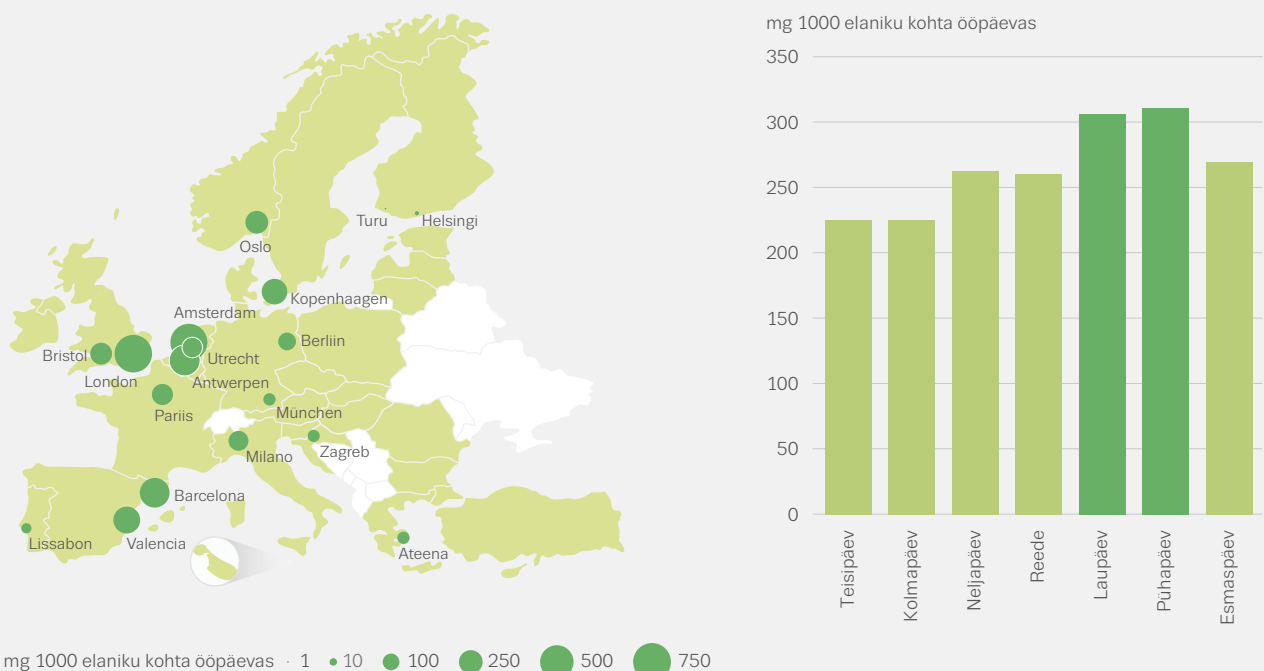 mg 1000 elaniku kohta ööpäevas
350
300
250
200
150
100
50
0
Teisipäev
Kolmapäev
Neljapäev
Reede
Laupäev
Pühapäev
Esmaspäev
Turu
Helsingi
Oslo
Kopenhaagen
Amsterdam
Berliin
Bristol
Utrecht
London
Antwerpen
München
Pariis
Zagreb
Milano
Barcelona
Lissabon
Valencia
Ateena
mg 1000 elaniku kohta ööpäevas 1 10 100 250 500 750